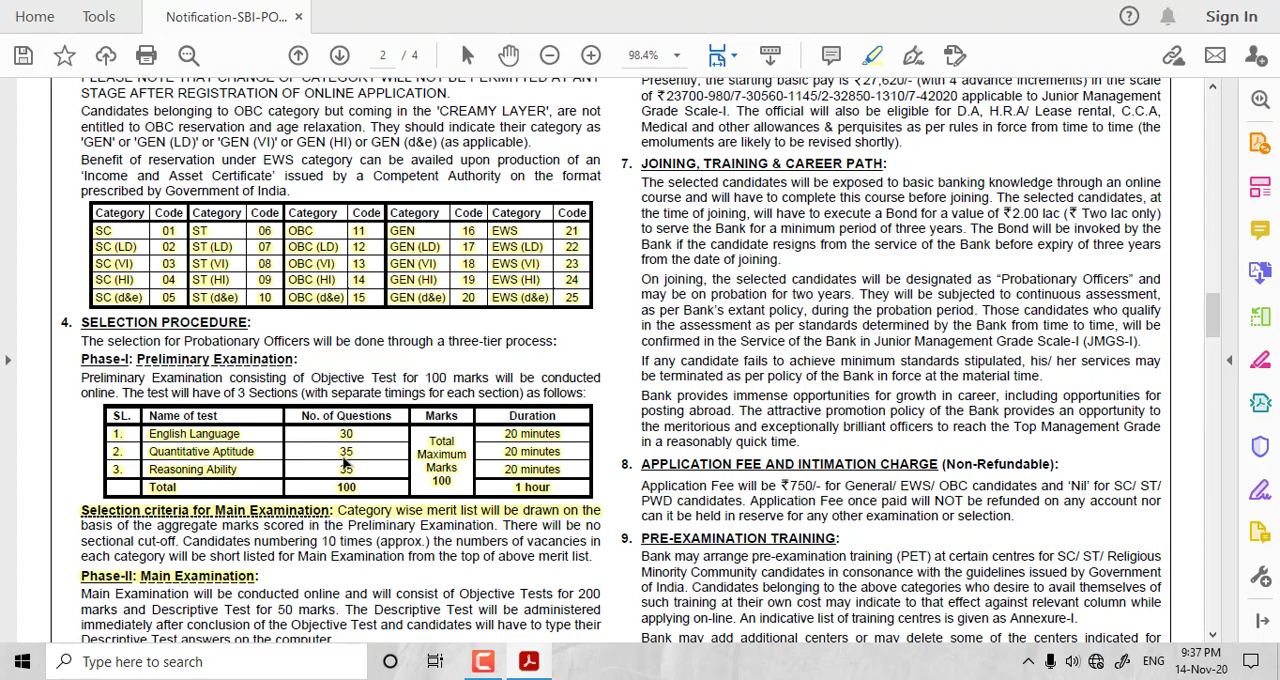 Home Tools Notification-SBI-PO... × Sign In
2 / 4 98.4%
PLEASE NOTE THAT CHANGE OF CATEGORY WILL NOT BE PERMITTED AT ANY
STAGE AFTER REGISTRATION OF ONLINE APPLICATION.
Candidates belonging to OBC category but coming in the 'CREAMY LAYER', are not
entitled to OBC reservation and age relaxation. They should indicate their category as
'GEN' or 'GEN (LD)' or 'GEN (VI)' or GEN (HI) or GEN (d&e) (as applicable).
Benefit of reservation under EWS category can be availed upon production of an
‘Income and Asset Certificate’ issued by a Competent Authority on the format
prescribed by Government of India.
Category Code Category Code Category Code Category Code Category Code
SC 01 ST 06 OBC 11 GEN 16 EWS 21
SC (LD) 02 ST (LD) 07 OBC (LD) 12 GEN (LD) 17 EWS (LD) 22
SC (VI) 03 ST (VI) 08 OBC (VI) 13 GEN (VI) 18 EWS (VI) 23
SC (HI) 04 ST (HI) 09 OBC (HI) 14 GEN (HI) 19 EWS (HI) 24
SC (d&e) 05 ST (d&e) 10 OBC (d&e) 15 GEN (d&e) 20 EWS (d&e) 25
4. SELECTION PROCEDURE:
The selection for Probationary Officers will be done through a three-tier process:
Phase-I: Preliminary Examination:
Preliminary Examination consisting of Objective Test for 100 marks will be conducted
online. The test will have of 3 Sections (with separate timings for each section) as follows:
SL. Name of test No. of Questions Marks Duration
1. English Language 30 Total Maximum Marks 100 20 minutes
2. Quantitative Aptitude 35 20 minutes
3. Reasoning Ability 35 20 minutes
Total 100 1 hour
Selection criteria for Main Examination: Category wise merit list will be drawn on the
basis of the aggregate marks scored in the Preliminary Examination. There will be no
sectional cut-off. Candidates numbering 10 times (approx.) the numbers of vacancies in
each category will be short listed for Main Examination from the top of above merit list.
Phase-II: Main Examination:
Main Examination will be conducted online and will consist of Objective Tests for 200
marks and Descriptive Test for 50 marks. The Descriptive Test will be administered
immediately after conclusion of the Objective Test and candidates will have to type their
Descriptive Test answers on the computer.
Presently, the starting basic pay is ₹27,620/- (with 4 advance increments) in the scale
of ₹23700-980/7-30560-1145/2-32850-1310/7-42020 applicable to Junior Management
Grade Scale-I. The official will also be eligible for D.A, H.R.A/ Lease rental, C.C.A,
Medical and other allowances & perquisites as per rules in force from time to time (the
emoluments are likely to be revised shortly).
7. JOINING, TRAINING & CAREER PATH:
The selected candidates will be exposed to basic banking knowledge through an online
course and will have to complete this course before joining. The selected candidates, at
the time of joining, will have to execute a Bond for a value of ₹2.00 lac (₹ Two lac only)
to serve the Bank for a minimum period of three years. The Bond will be invoked by the
Bank if the candidate resigns from the service of the Bank before expiry of three years
from the date of joining.
On joining, the selected candidates will be designated as “Probationary Officers” and
may be on probation for two years. They will be subjected to continuous assessment,
as per Bank's extant policy, during the probation period. Those candidates who qualify
in the assessment as per standards determined by the Bank from time to time, will be
confirmed in the Service of the Bank in Junior Management Grade Scale-I (JMGS-I).
If any candidate fails to achieve minimum standards stipulated, his/ her services may
be terminated as per policy of the Bank in force at the material time.
Bank provides immense opportunities for growth in career, including opportunities for
posting abroad. The attractive promotion policy of the Bank provides an opportunity to
the meritorious and exceptionally brilliant officers to reach the Top Management Grade
in a reasonably quick time.
8. APPLICATION FEE AND INTIMATION CHARGE (Non-Refundable):
Application Fee will be ₹750/- for General/ EWS/ OBC candidates and ‘Nil’ for SC/ ST/
PWD candidates. Application Fee once paid will NOT be refunded on any account nor
can it be held in reserve for any other examination or selection.
9. PRE-EXAMINATION TRAINING:
Bank may arrange pre-examination training (PET) at certain centres for SC/ ST/ Religious
Minority Community candidates in consonance with the guidelines issued by Government
of India. Candidates belonging to the above categories who desire to avail themselves of
such training at their own cost may indicate to that effect against relevant column while
applying on-line. An indicative list of training centres is given as Annexure-I.
Bank may add additional centers or may delete some of the centers indicated for
Type here to search ENG 9:37 PM
14-Nov-20